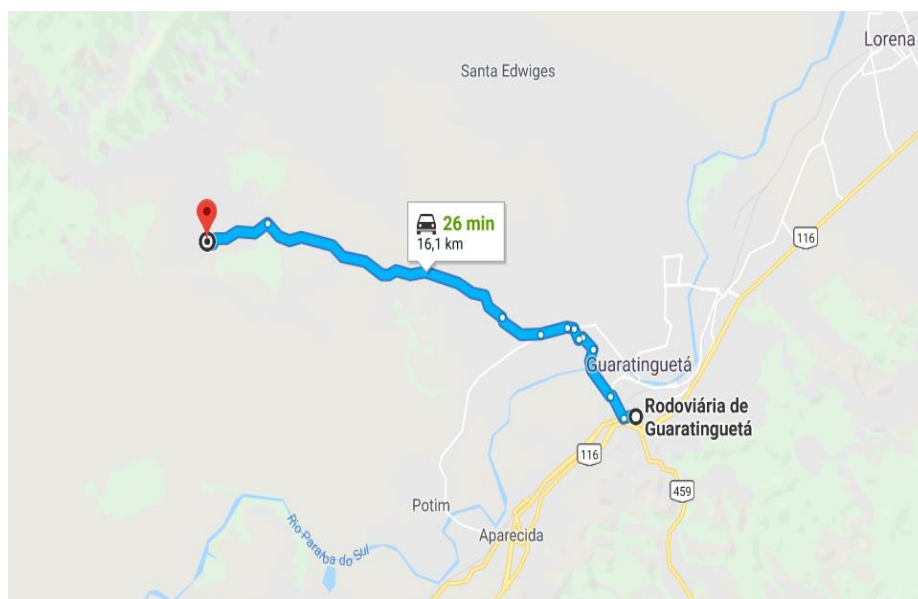 Lorena
Santa Edwiges
26 min
16,1 km
116
Guaratinguetá
Rodoviária de
Guaratinguetá
116
459
Potim
Aparecida
Rio Paraíba do Sul